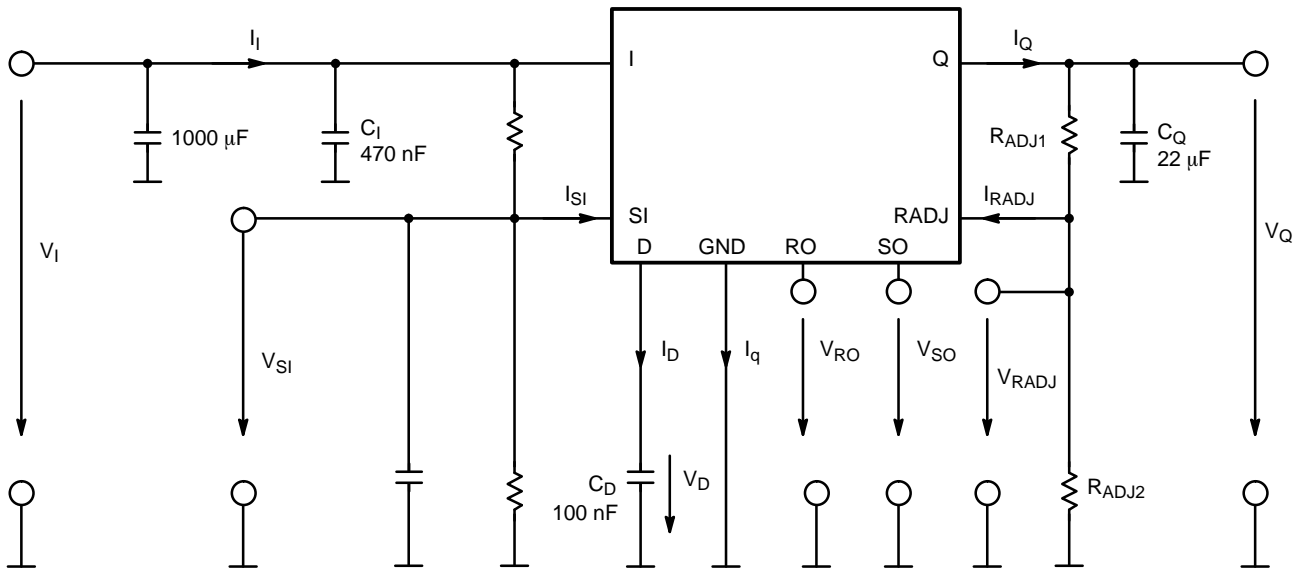 I_I
I
Q
I_Q
1000 µF
C_I
470 nF
R_ADJ1
C_Q
22 µF
I_SI
SI
RADJ
I_RADJ
D
GND
RO
SO
V_I
V_SI
I_D
I_q
V_RO
V_SO
V_RADJ
V_Q
C_D
100 nF
V_D
R_ADJ2